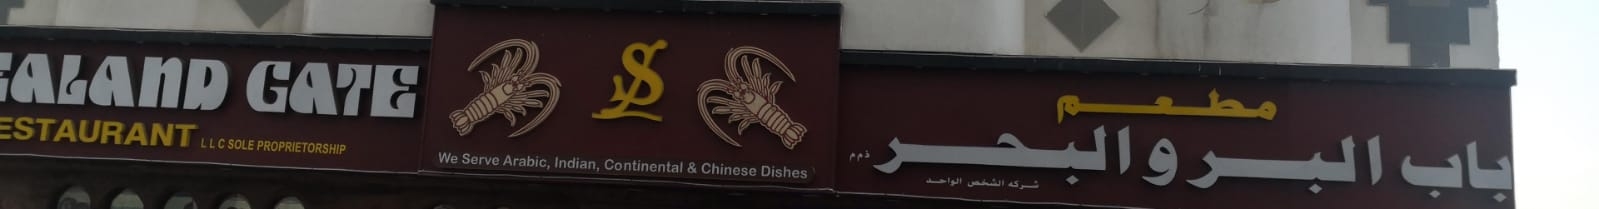 EALAND GATE
ESTAURANT L L C SOLE PROPRIETORSHIP
SL
We Serve Arabic, Indian, Continental & Chinese Dishes
مطعم
باب البر والبحر ذ.م.م
شركه الشخص الواحد